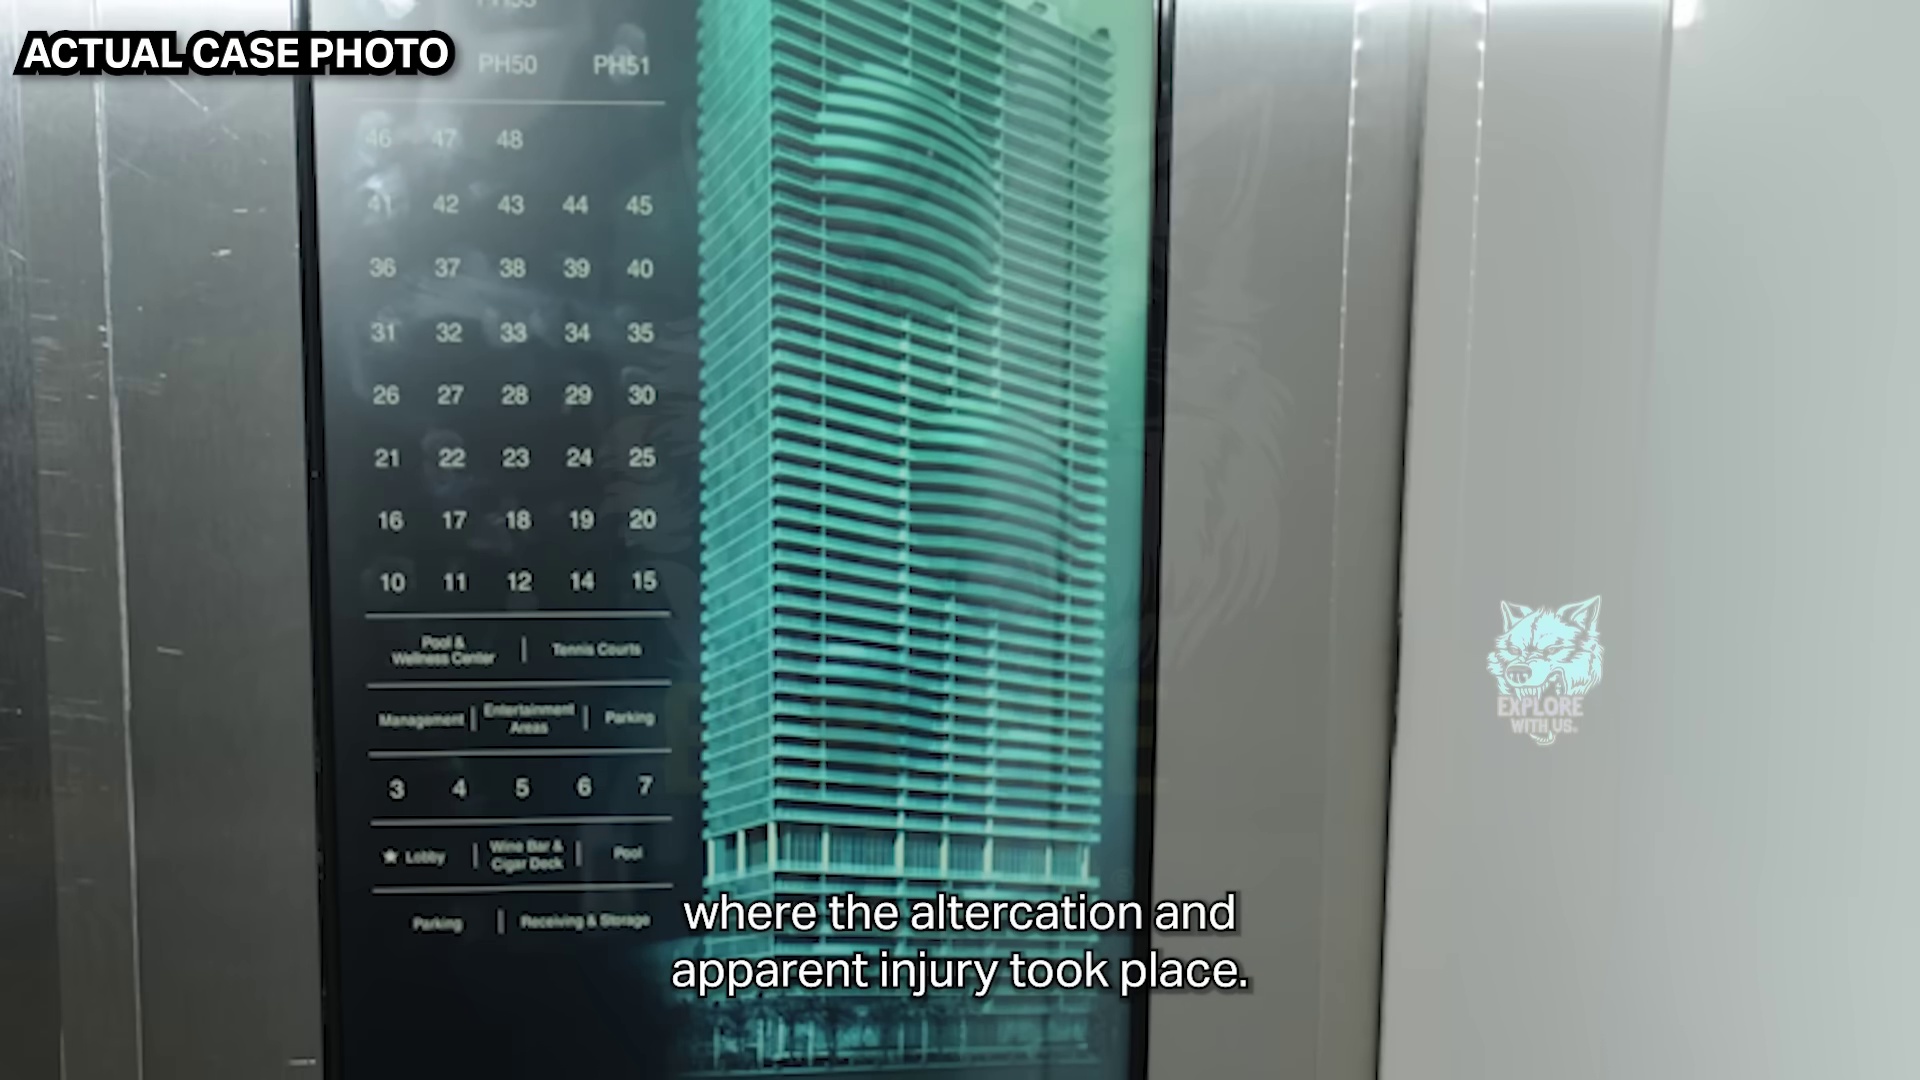 PH53
ACTUAL CASE PHOTO
PH50 PH51
46 47 48
41 42 43 44 45
36 37 38 39 40
31 32 33 34 35
26 27 28 29 30
21 22 23 24 25
16 17 18 19 20
10 11 12 14 15
Pool &
Wellness Center | Tennis Courts
Management | Entertainment
Areas | Parking
3 4 5 6 7
★ Lobby | Wine Bar &
Cigar Deck | Pool
Parking | Receiving & Storage
EXPLORE
WITH US
where the altercation and
apparent injury took place.